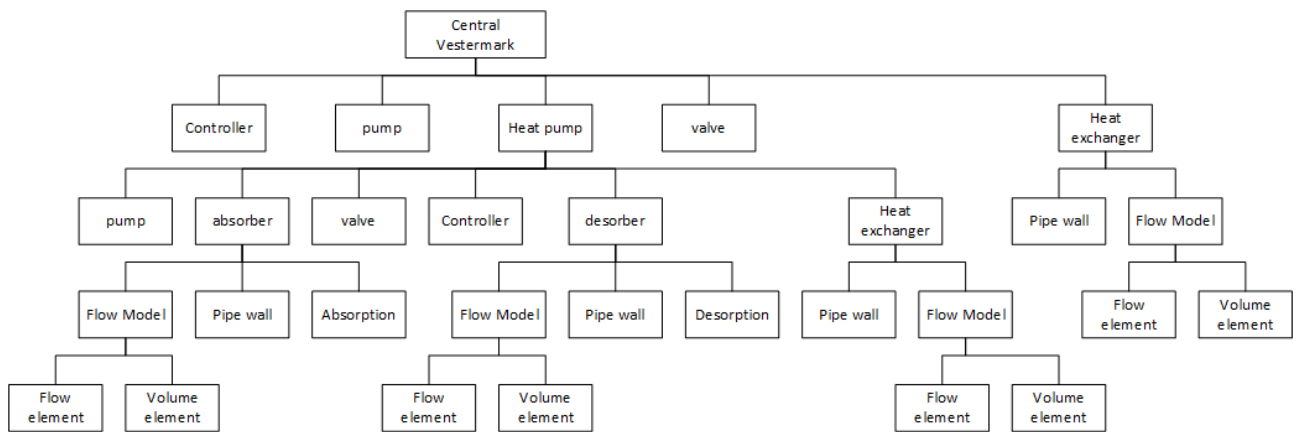 Central
Vestermark
Controller
pump
Heat pump
valve
Heat
exchanger
pump
absorber
valve
Controller
desorber
Heat
exchanger
Pipe wall
Flow Model
Flow Model
Pipe wall
Absorption
Flow Model
Pipe wall
Desorption
Pipe wall
Flow Model
Flow
element
Volume
element
Flow
element
Volume
element
Flow
element
Volume
element
Flow
element
Volume
element